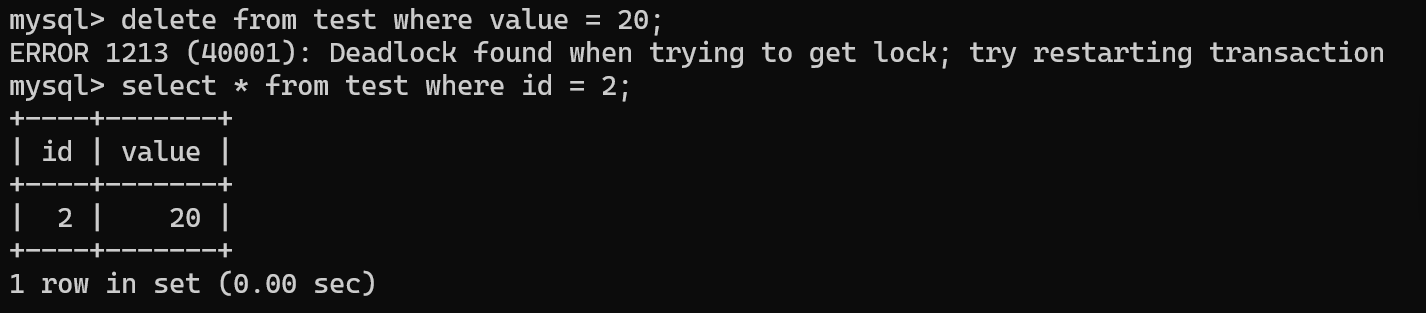 mysql> delete from test where value = 20;
ERROR 1213 (40001): Deadlock found when trying to get lock; try restarting transaction
mysql> select * from test where id = 2;
+----+-------+
| id | value |
+----+-------+
|  2 |    20 |
+----+-------+
1 row in set (0.00 sec)